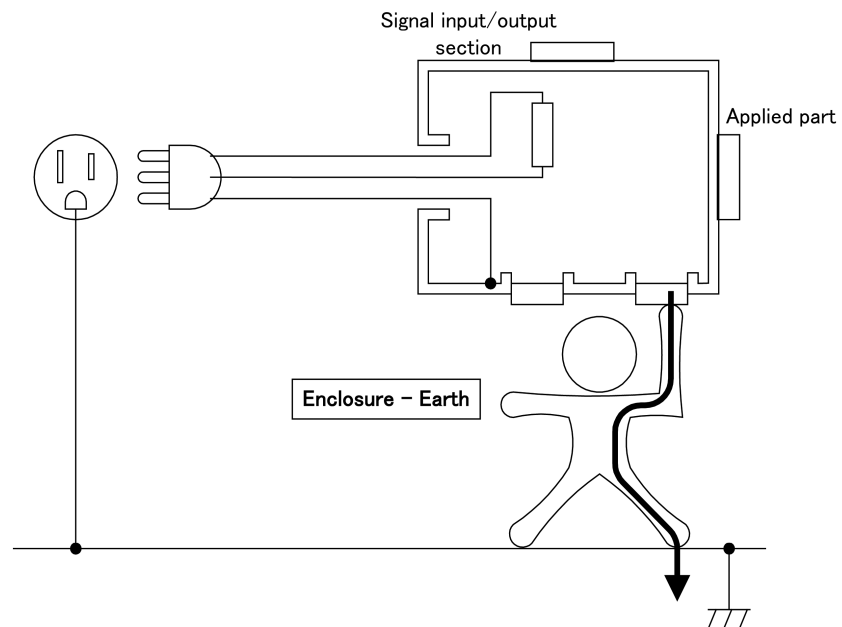 Signal input/output
section
Applied part
Enclosure - Earth